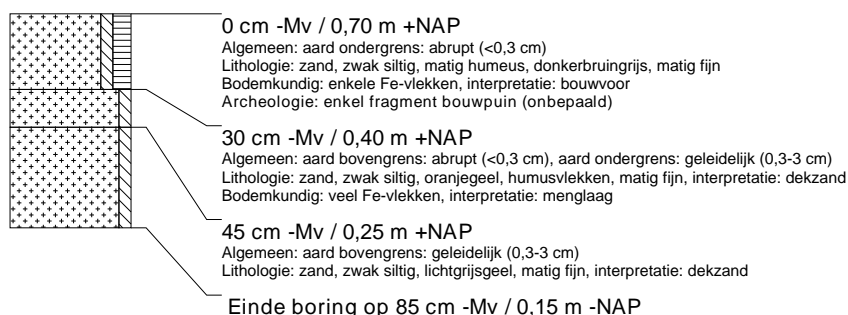 0 cm -Mv / 0,70 m +NAP
Algemeen: aard ondergrens: abrupt (<0,3 cm)
Lithologie: zand, zwak siltig, matig humeus, donkerbruingrijs, matig fijn
Bodemkundig: enkele Fe-vlekken, interpretatie: bouwvoor
Archeologie: enkel fragment bouwpuin (onbepaald)
30 cm -Mv / 0,40 m +NAP
Algemeen: aard bovengrens: abrupt (<0,3 cm), aard ondergrens: geleidelijk (0,3-3 cm)
Lithologie: zand, zwak siltig, oranjegeel, humusvlekken, matig fijn, interpretatie: dekzand
Bodemkundig: veel Fe-vlekken, interpretatie: menglaag
45 cm -Mv / 0,25 m +NAP
Algemeen: aard bovengrens: geleidelijk (0,3-3 cm)
Lithologie: zand, zwak siltig, lichtgrijsgeel, matig fijn, interpretatie: dekzand
Einde boring op 85 cm -Mv / 0,15 m -NAP